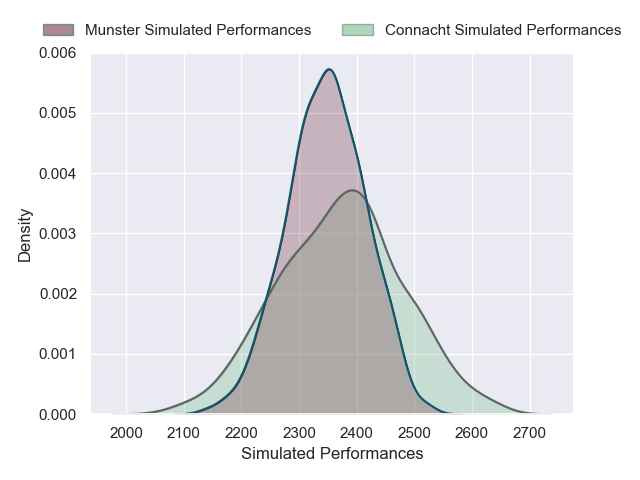 Munster Simulated Performances Connacht Simulated Performances
0.006
0.005
0.004
0.003
0.002
0.001
0.000
Density
2000 2100 2200 2300 2400 2500 2600 2700
Simulated Performances